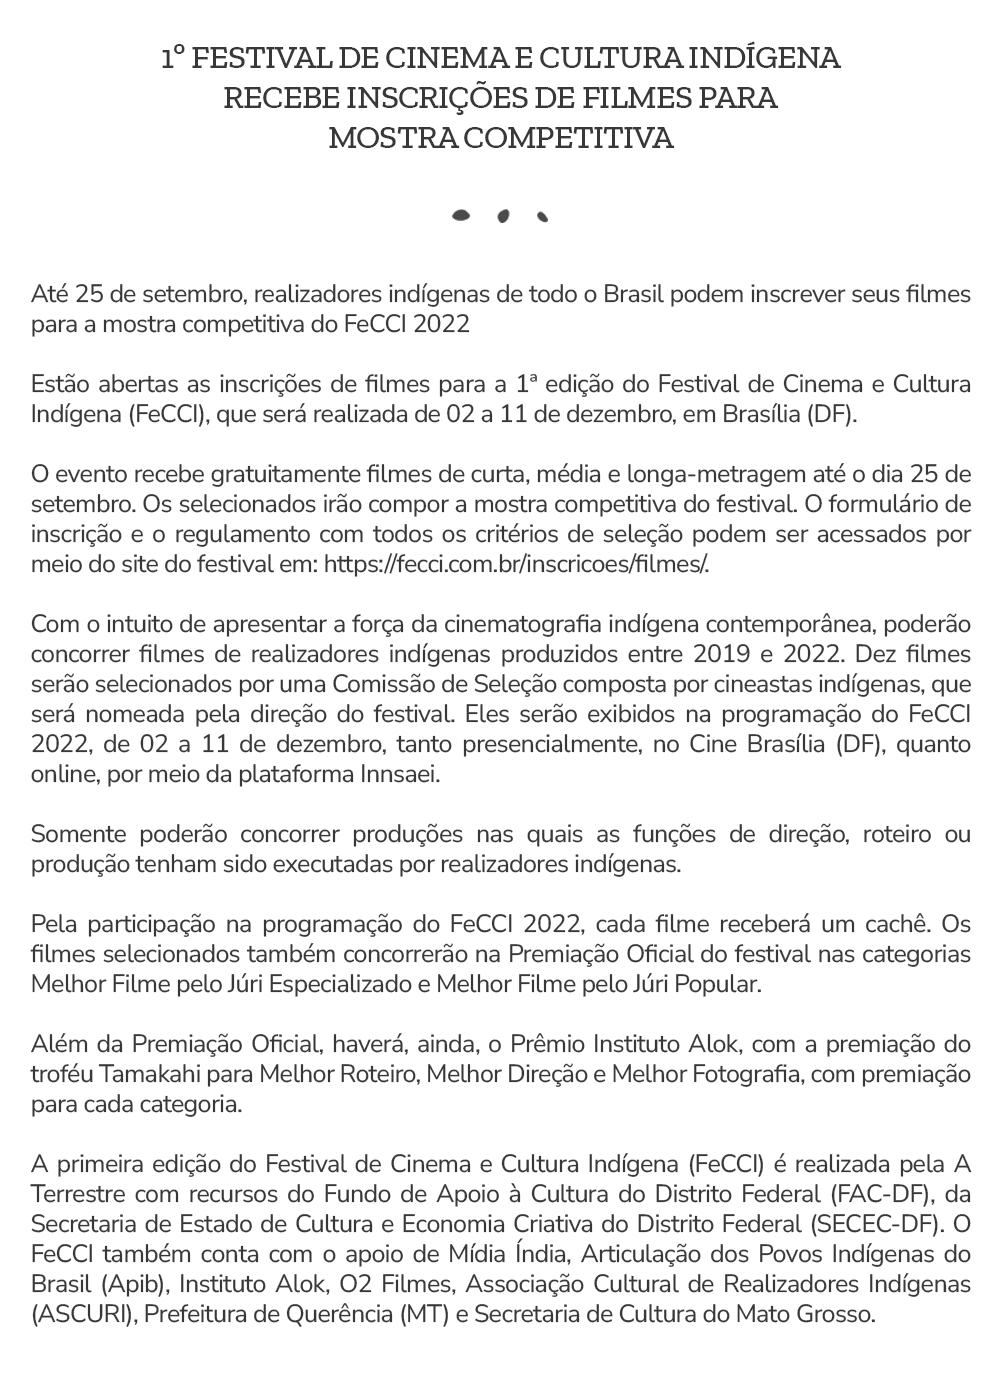 1º FESTIVAL DE CINEMA E CULTURA INDÍGENA
RECEBE INSCRIÇÕES DE FILMES PARA
MOSTRA COMPETITIVA
Até 25 de setembro, realizadores indígenas de todo o Brasil podem inscrever seus filmes
para a mostra competitiva do FeCCI 2022
Estão abertas as inscrições de filmes para a 1ª edição do Festival de Cinema e Cultura
Indígena (FeCCI), que será realizada de 02 a 11 de dezembro, em Brasília (DF).
O evento recebe gratuitamente filmes de curta, média e longa-metragem até o dia 25 de
setembro. Os selecionados irão compor a mostra competitiva do festival. O formulário de
inscrição e o regulamento com todos os critérios de seleção podem ser acessados por
meio do site do festival em: https://fecci.com.br/inscricoes/filmes/.
Com o intuito de apresentar a força da cinematografia indígena contemporânea, poderão
concorrer filmes de realizadores indígenas produzidos entre 2019 e 2022. Dez filmes
serão selecionados por uma Comissão de Seleção composta por cineastas indígenas, que
será nomeada pela direção do festival. Eles serão exibidos na programação do FeCCI
2022, de 02 a 11 de dezembro, tanto presencialmente, no Cine Brasília (DF), quanto
online, por meio da plataforma Innsaei.
Somente poderão concorrer produções nas quais as funções de direção, roteiro ou
produção tenham sido executadas por realizadores indígenas.
Pela participação na programação do FeCCI 2022, cada filme receberá um cachê. Os
filmes selecionados também concorrerão na Premiação Oficial do festival nas categorias
Melhor Filme pelo Júri Especializado e Melhor Filme pelo Júri Popular.
Além da Premiação Oficial, haverá, ainda, o Prêmio Instituto Alok, com a premiação do
troféu Tamakahi para Melhor Roteiro, Melhor Direção e Melhor Fotografia, com premiação
para cada categoria.
A primeira edição do Festival de Cinema e Cultura Indígena (FeCCI) é realizada pela A
Terrestre com recursos do Fundo de Apoio à Cultura do Distrito Federal (FAC-DF), da
Secretaria de Estado de Cultura e Economia Criativa do Distrito Federal (SECEC-DF). O
FeCCI também conta com o apoio de Mídia Índia, Articulação dos Povos Indígenas do
Brasil (Apib), Instituto Alok, O2 Filmes, Associação Cultural de Realizadores Indígenas
(ASCURI), Prefeitura de Querência (MT) e Secretaria de Cultura do Mato Grosso.